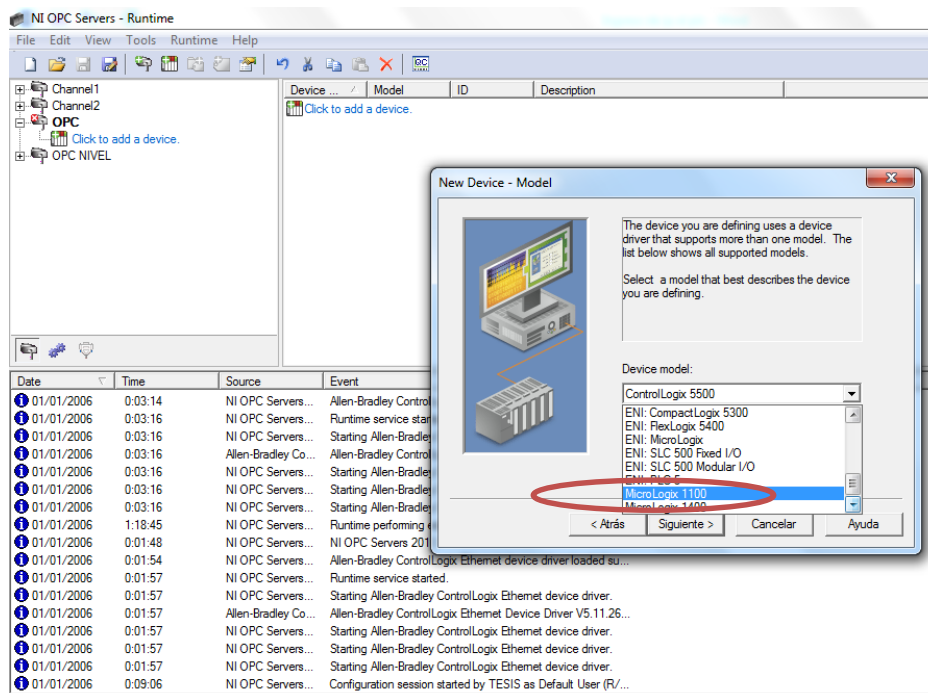 NI OPC Servers - Runtime
File Edit View Tools Runtime Help
Channel1
Channel2
OPC
Click to add a device.
OPC NIVEL
Device ... Model ID Description
Click to add a device.
New Device - Model
The device you are defining uses a device
driver that supports more than one model. The
list below shows all supported models.
Select a model that best describes the device
you are defining.
Device model:
ControlLogix 5500
ENI: CompactLogix 5300
ENI: FlexLogix 5400
ENI: MicroLogix
ENI: SLC 500 Fixed I/O
ENI: SLC 500 Modular I/O
ENI: PLC-5
MicroLogix 1100
MicroLogix 1400
< Atrás Siguiente > Cancelar Ayuda
Date Time Source Event
01/01/2006 0:03:14 NI OPC Servers... Allen-Bradley Control
01/01/2006 0:03:16 NI OPC Servers... Runtime service star
01/01/2006 0:03:16 NI OPC Servers... Starting Allen-Bradley
01/01/2006 0:03:16 Allen-Bradley Co... Allen-Bradley Control
01/01/2006 0:03:16 NI OPC Servers... Starting Allen-Bradley
01/01/2006 0:03:16 NI OPC Servers... Starting Allen-Bradley
01/01/2006 0:03:16 NI OPC Servers... Starting Allen-Bradley
01/01/2006 1:18:45 NI OPC Servers... Runtime performing
01/01/2006 0:01:48 NI OPC Servers... NI OPC Servers 201
01/01/2006 0:01:54 NI OPC Servers... Allen-Bradley ControlLogix Ethernet device driver loaded su...
01/01/2006 0:01:57 NI OPC Servers... Runtime service started.
01/01/2006 0:01:57 NI OPC Servers... Starting Allen-Bradley ControlLogix Ethernet device driver.
01/01/2006 0:01:57 Allen-Bradley Co... Allen-Bradley ControlLogix Ethernet Device Driver V5.11.26...
01/01/2006 0:01:57 NI OPC Servers... Starting Allen-Bradley ControlLogix Ethernet device driver.
01/01/2006 0:01:57 NI OPC Servers... Starting Allen-Bradley ControlLogix Ethernet device driver.
01/01/2006 0:01:57 NI OPC Servers... Starting Allen-Bradley ControlLogix Ethernet device driver.
01/01/2006 0:09:06 NI OPC Servers... Configuration session started by TESIS as Default User (R/...